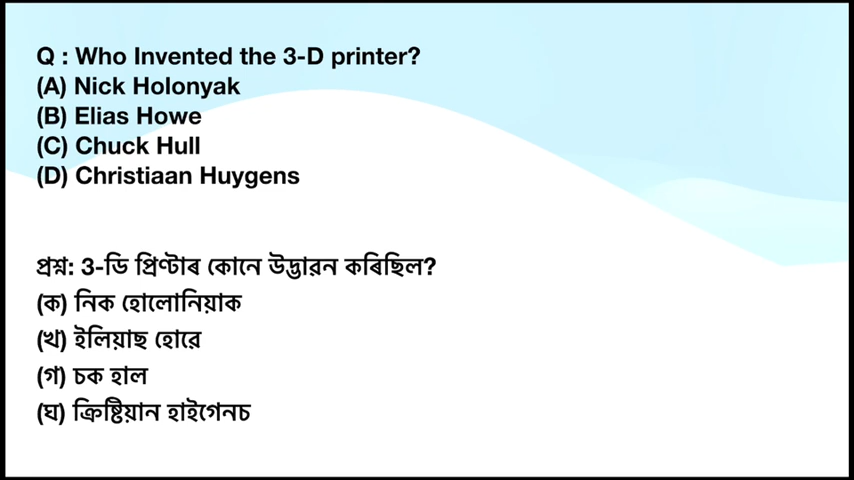 Q : Who Invented the 3-D printer?
(A) Nick Holonyak
(B) Elias Howe
(C) Chuck Hull
(D) Christiaan Huygens
প্ৰশ্ন: 3-ডি প্ৰিণ্টাৰ কোনে উদ্ভাৱন কৰিছিল?
(ক) নিক হোলোনিয়াক
(খ) ইলিয়াছ হোৱে
(গ) চক হাল
(ঘ) ক্ৰিষ্টিয়ান হাইগেনচ